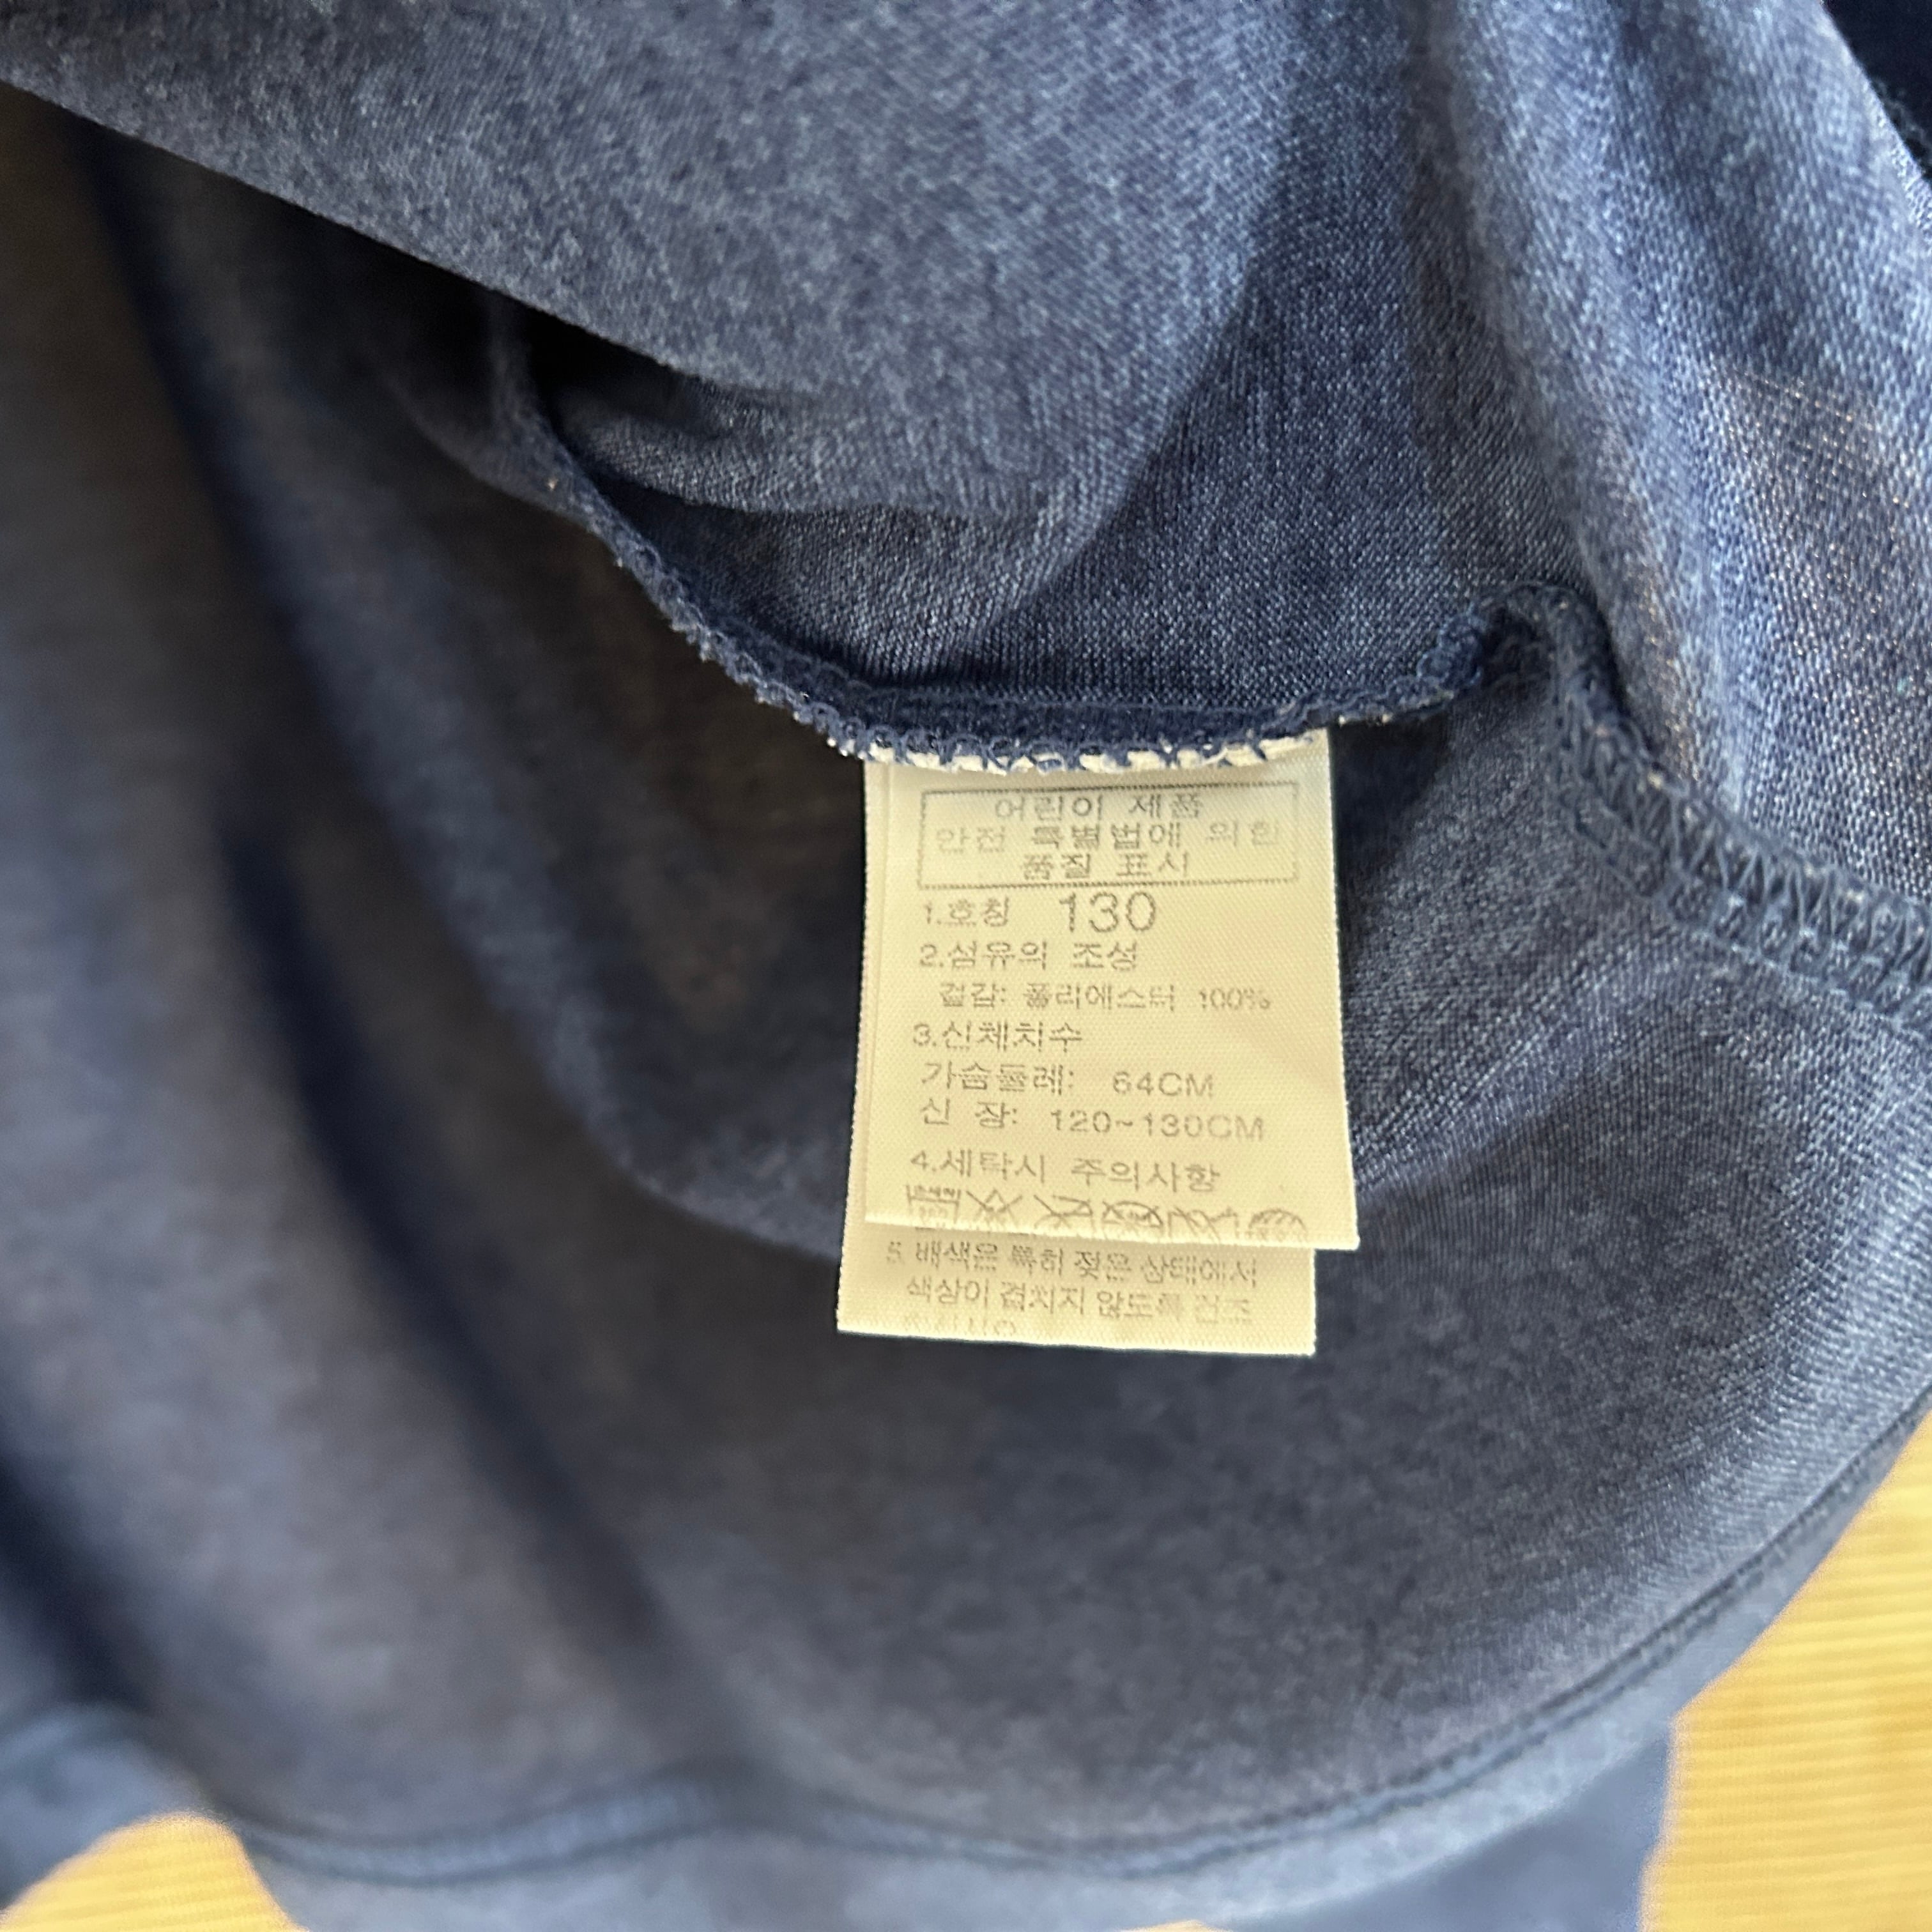 어린이 제품
안전 특별법에 의한
품질 표시
1.호칭 130
2.섬유의 조성
겉감: 폴리에스터 100%
3.신체치수
가슴둘레: 64CM
신 장: 120~130CM
4.세탁시 주의사항
5. 배색은 특히 젖은 상태에서
색상이 겹치지 않도록 건조